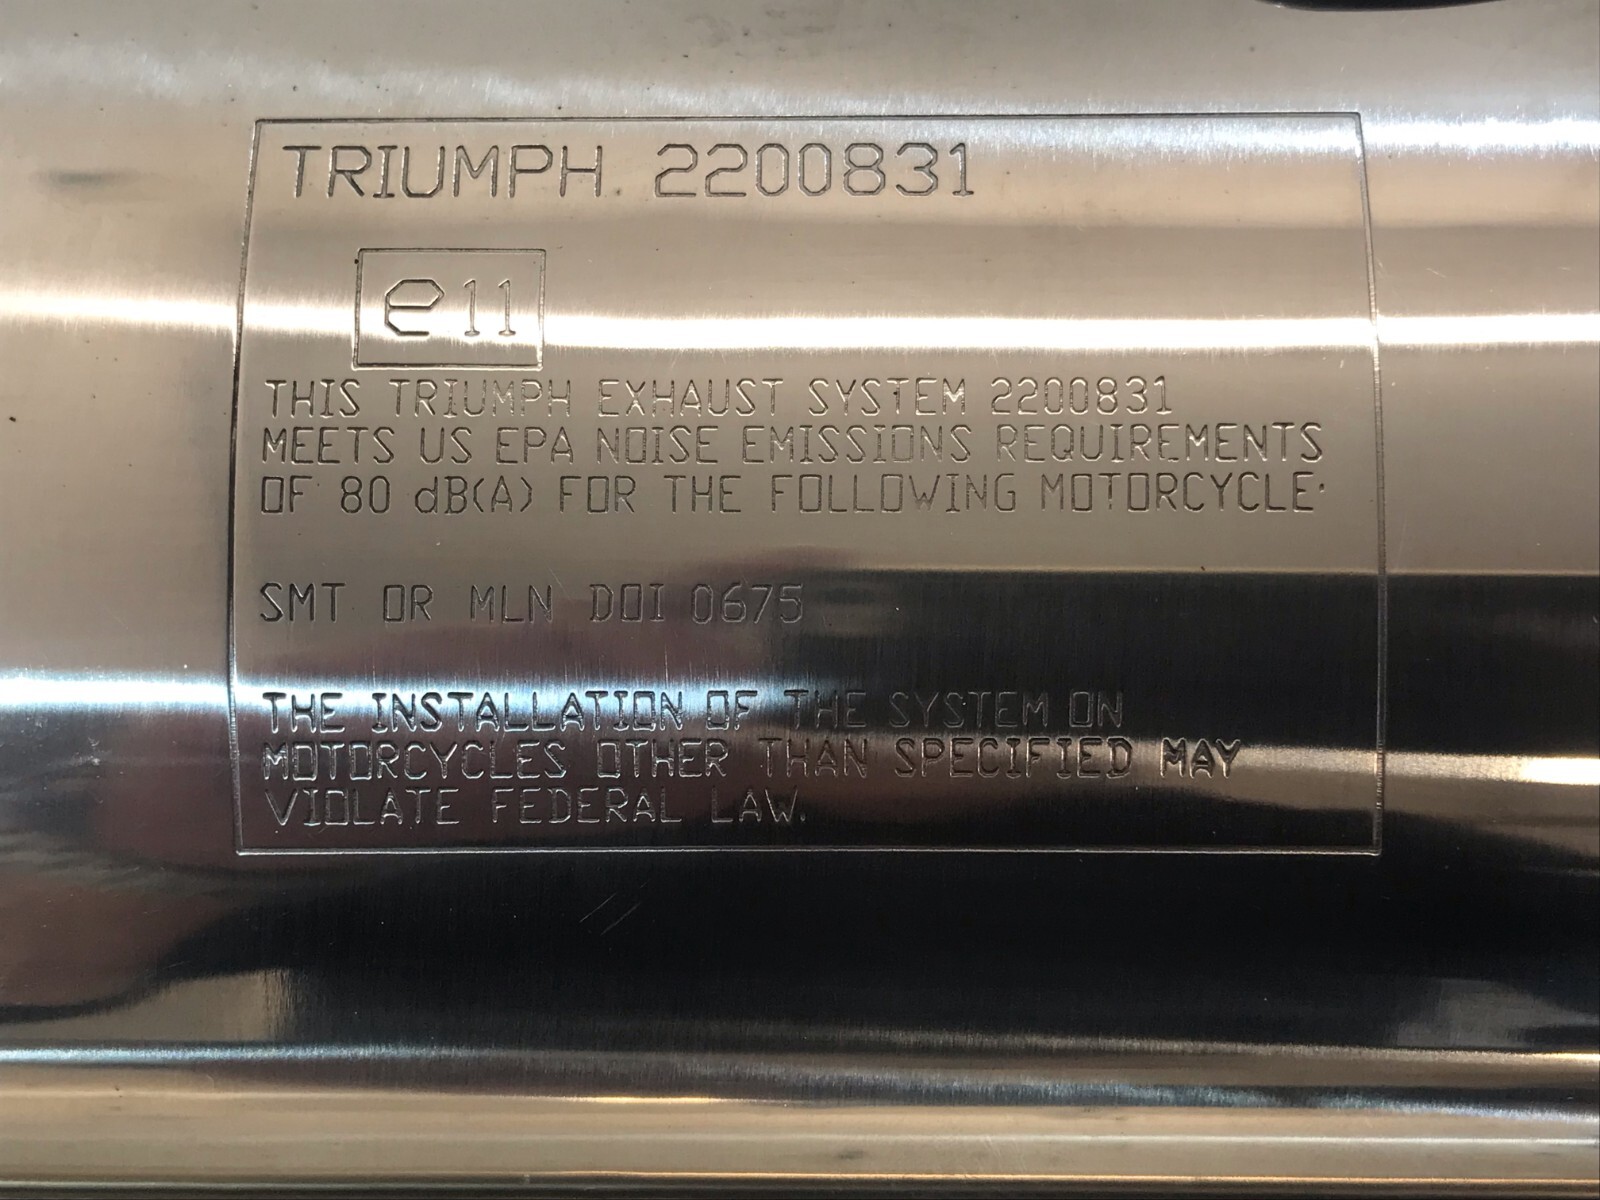 TRIUMPH 2200831
e11
THIS TRIUMPH EXHAUST SYSTEM 2200831
MEETS US EPA NOISE EMISSIONS REQUIREMENTS
OF 80 dB(A) FOR THE FOLLOWING MOTORCYCLE:
SMT OR MLN DOI 0675
THE INSTALLATION OF THE SYSTEM ON
MOTORCYCLES OTHER THAN SPECIFIED MAY
VIOLATE FEDERAL LAW.